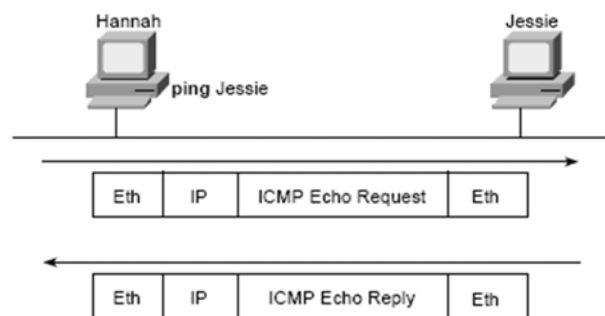 Hannah
Jessie
ping Jessie
Eth IP ICMP Echo Request Eth
Eth IP ICMP Echo Reply Eth